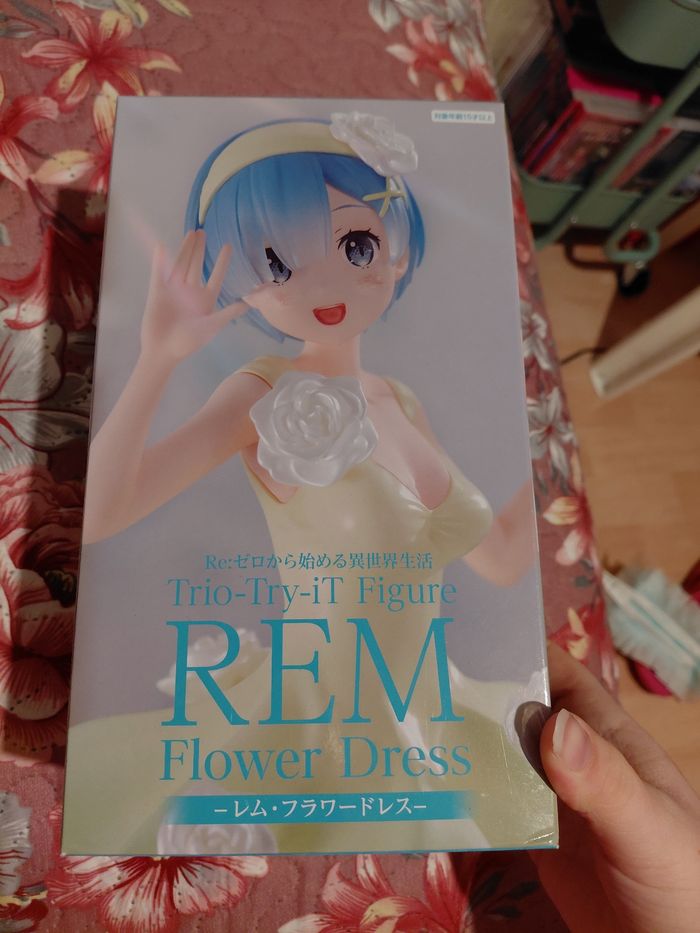 対象年齢15才以上
Re:ゼロから始める異世界生活
Trio-Try-iT Figure
REM
Flower Dress
－レム・フラワードレス－